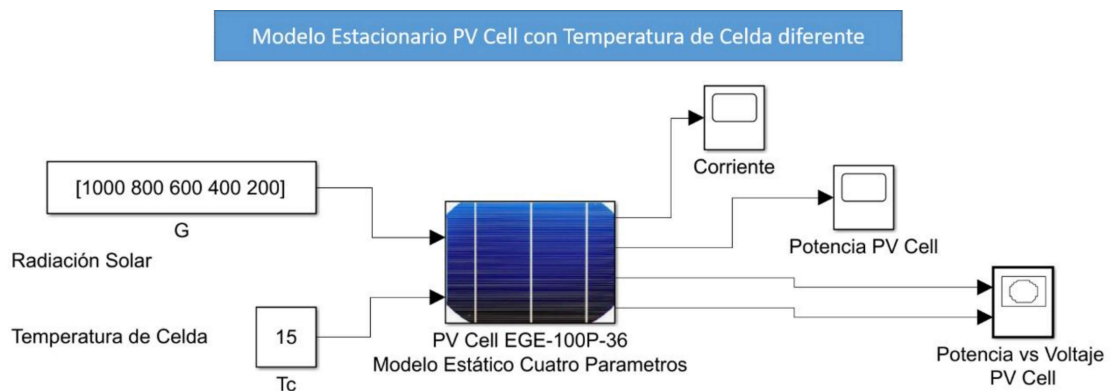 Modelo Estacionario PV Cell con Temperatura de Celda diferente
Corriente
[1000 800 600 400 200]
G
Radiación Solar
Potencia PV Cell
Temperatura de Celda
15
Tc
PV Cell EGE-100P-36
Modelo Estático Cuatro Parametros
Potencia vs Voltaje
PV Cell